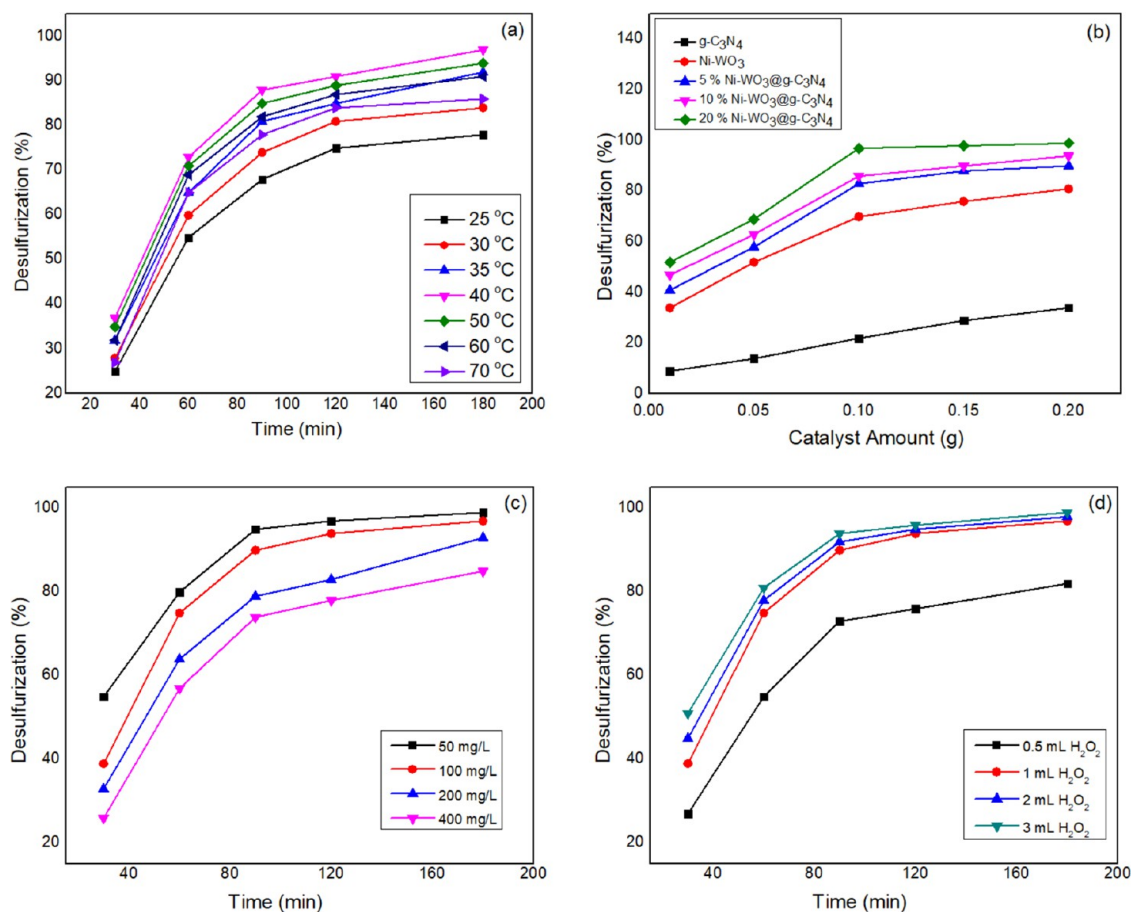 (a)
Desulfurization (%)
100
90
80
70
60
50
40
30
20
25 °C
30 °C
35 °C
40 °C
50 °C
60 °C
70 °C
20 40 60 80 100 120 140 160 180 200
Time (min)
(b)
Desulfurization (%)
140
120
100
80
60
40
20
0
g-C₃N₄
Ni-WO₃
5 % Ni-WO₃@g-C₃N₄
10 % Ni-WO₃@g-C₃N₄
20 % Ni-WO₃@g-C₃N₄
0.00 0.05 0.10 0.15 0.20
Catalyst Amount (g)
(c)
Desulfurization (%)
100
80
60
40
20
50 mg/L
100 mg/L
200 mg/L
400 mg/L
40 80 120 160 200
Time (min)
(d)
Desulfurization (%)
100
80
60
40
20
0.5 mL H₂O₂
1 mL H₂O₂
2 mL H₂O₂
3 mL H₂O₂
40 80 120 160 200
Time (min)